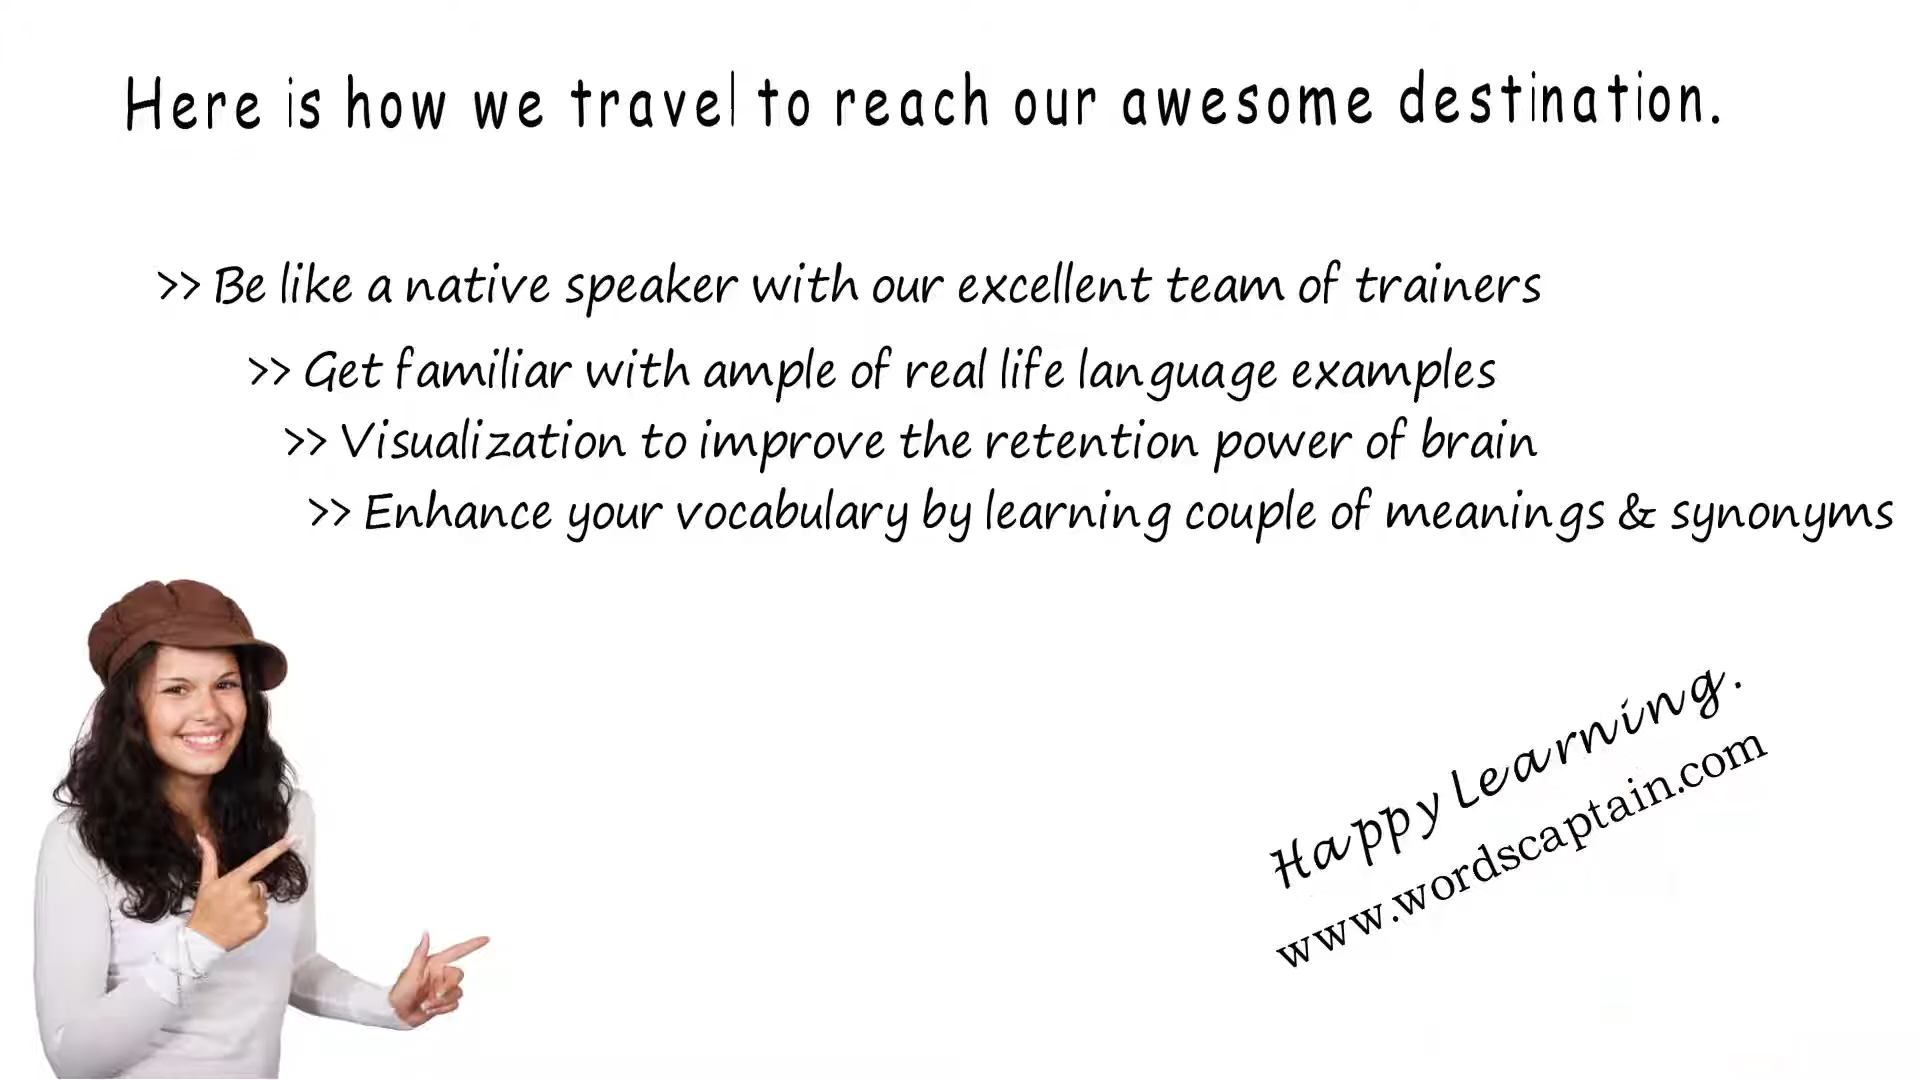 Here is how we travel to reach our awesome destination.
>> Be like a native speaker with our excellent team of trainers
>> Get familiar with ample of real life language examples
>> Visualization to improve the retention power of brain
>> Enhance your vocabulary by learning couple of meanings & synonyms
Happy Learning.
www.wordscaptain.com